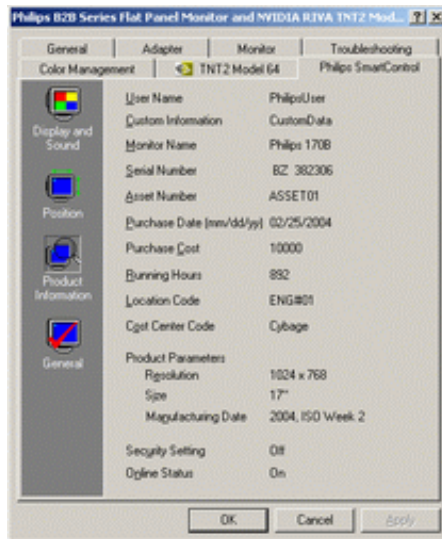 Philips B2B Series Flat Panel Monitor and NVIDIA RIVA TNT2 Mod...
General Adapter Monitor Troubleshooting
Color Management TNT2 Model 64 Philips SmartControl
Display and Sound
Position
Product Information
General
User Name PhilipsUser
Custom Information CustomData
Monitor Name Philips 170B
Serial Number BZ 382306
Asset Number ASSET01
Purchase Date (mm/dd/yy) 02/25/2004
Purchase Cost 10000
Running Hours 892
Location Code ENG#01
Cost Center Code Cybage
Product Parameters
Resolution 1024 x 768
Size 17"
Manufacturing Date 2004, ISO Week 2
Security Setting Off
Online Status On
OK Cancel Apply